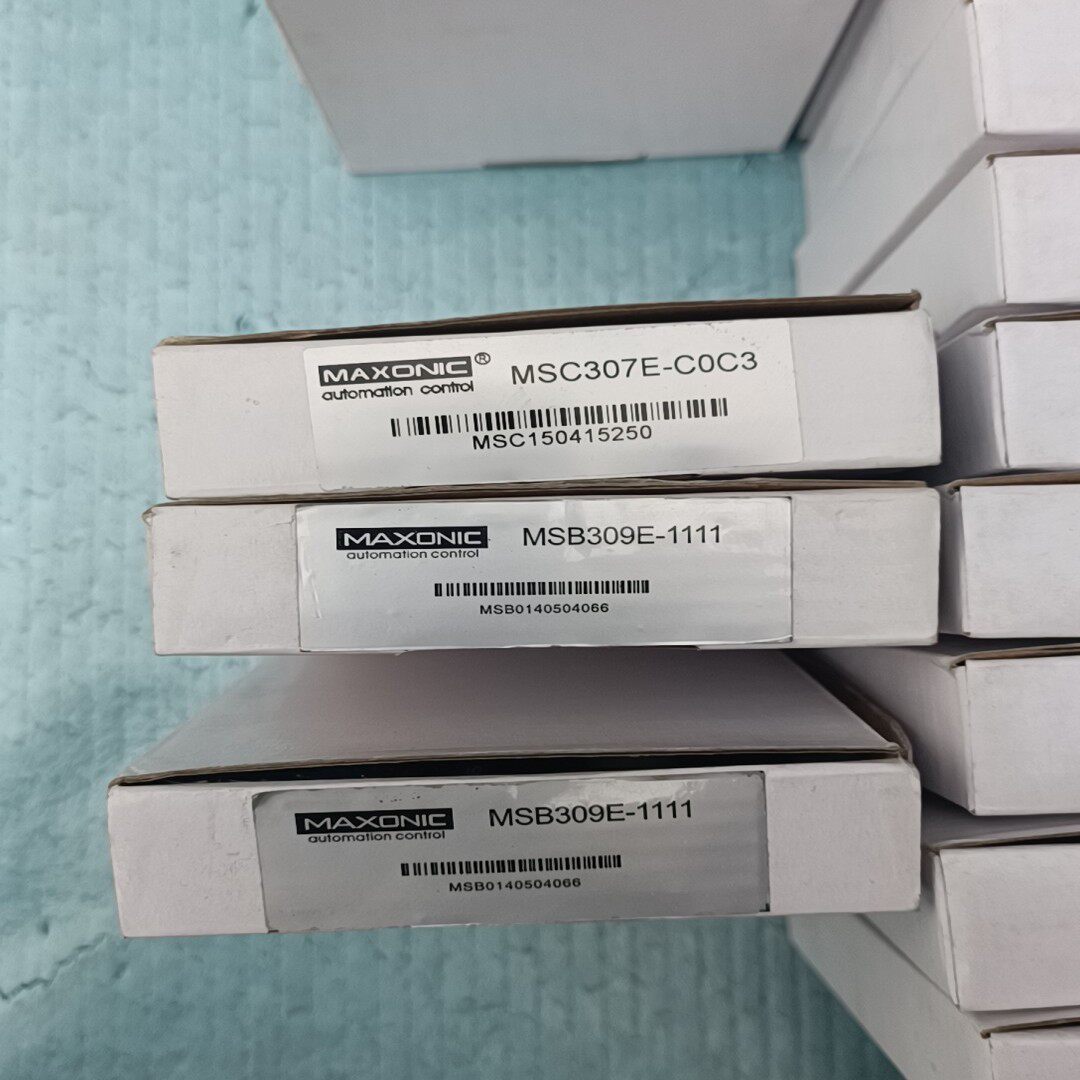 MAXONIC® MSC307E-C0C3
automation control
MSC150415250
MAXONIC MSB309E-1111
automation control
MSB0140504066
MAXONIC MSB309E-1111
automation control
MSB0140504066